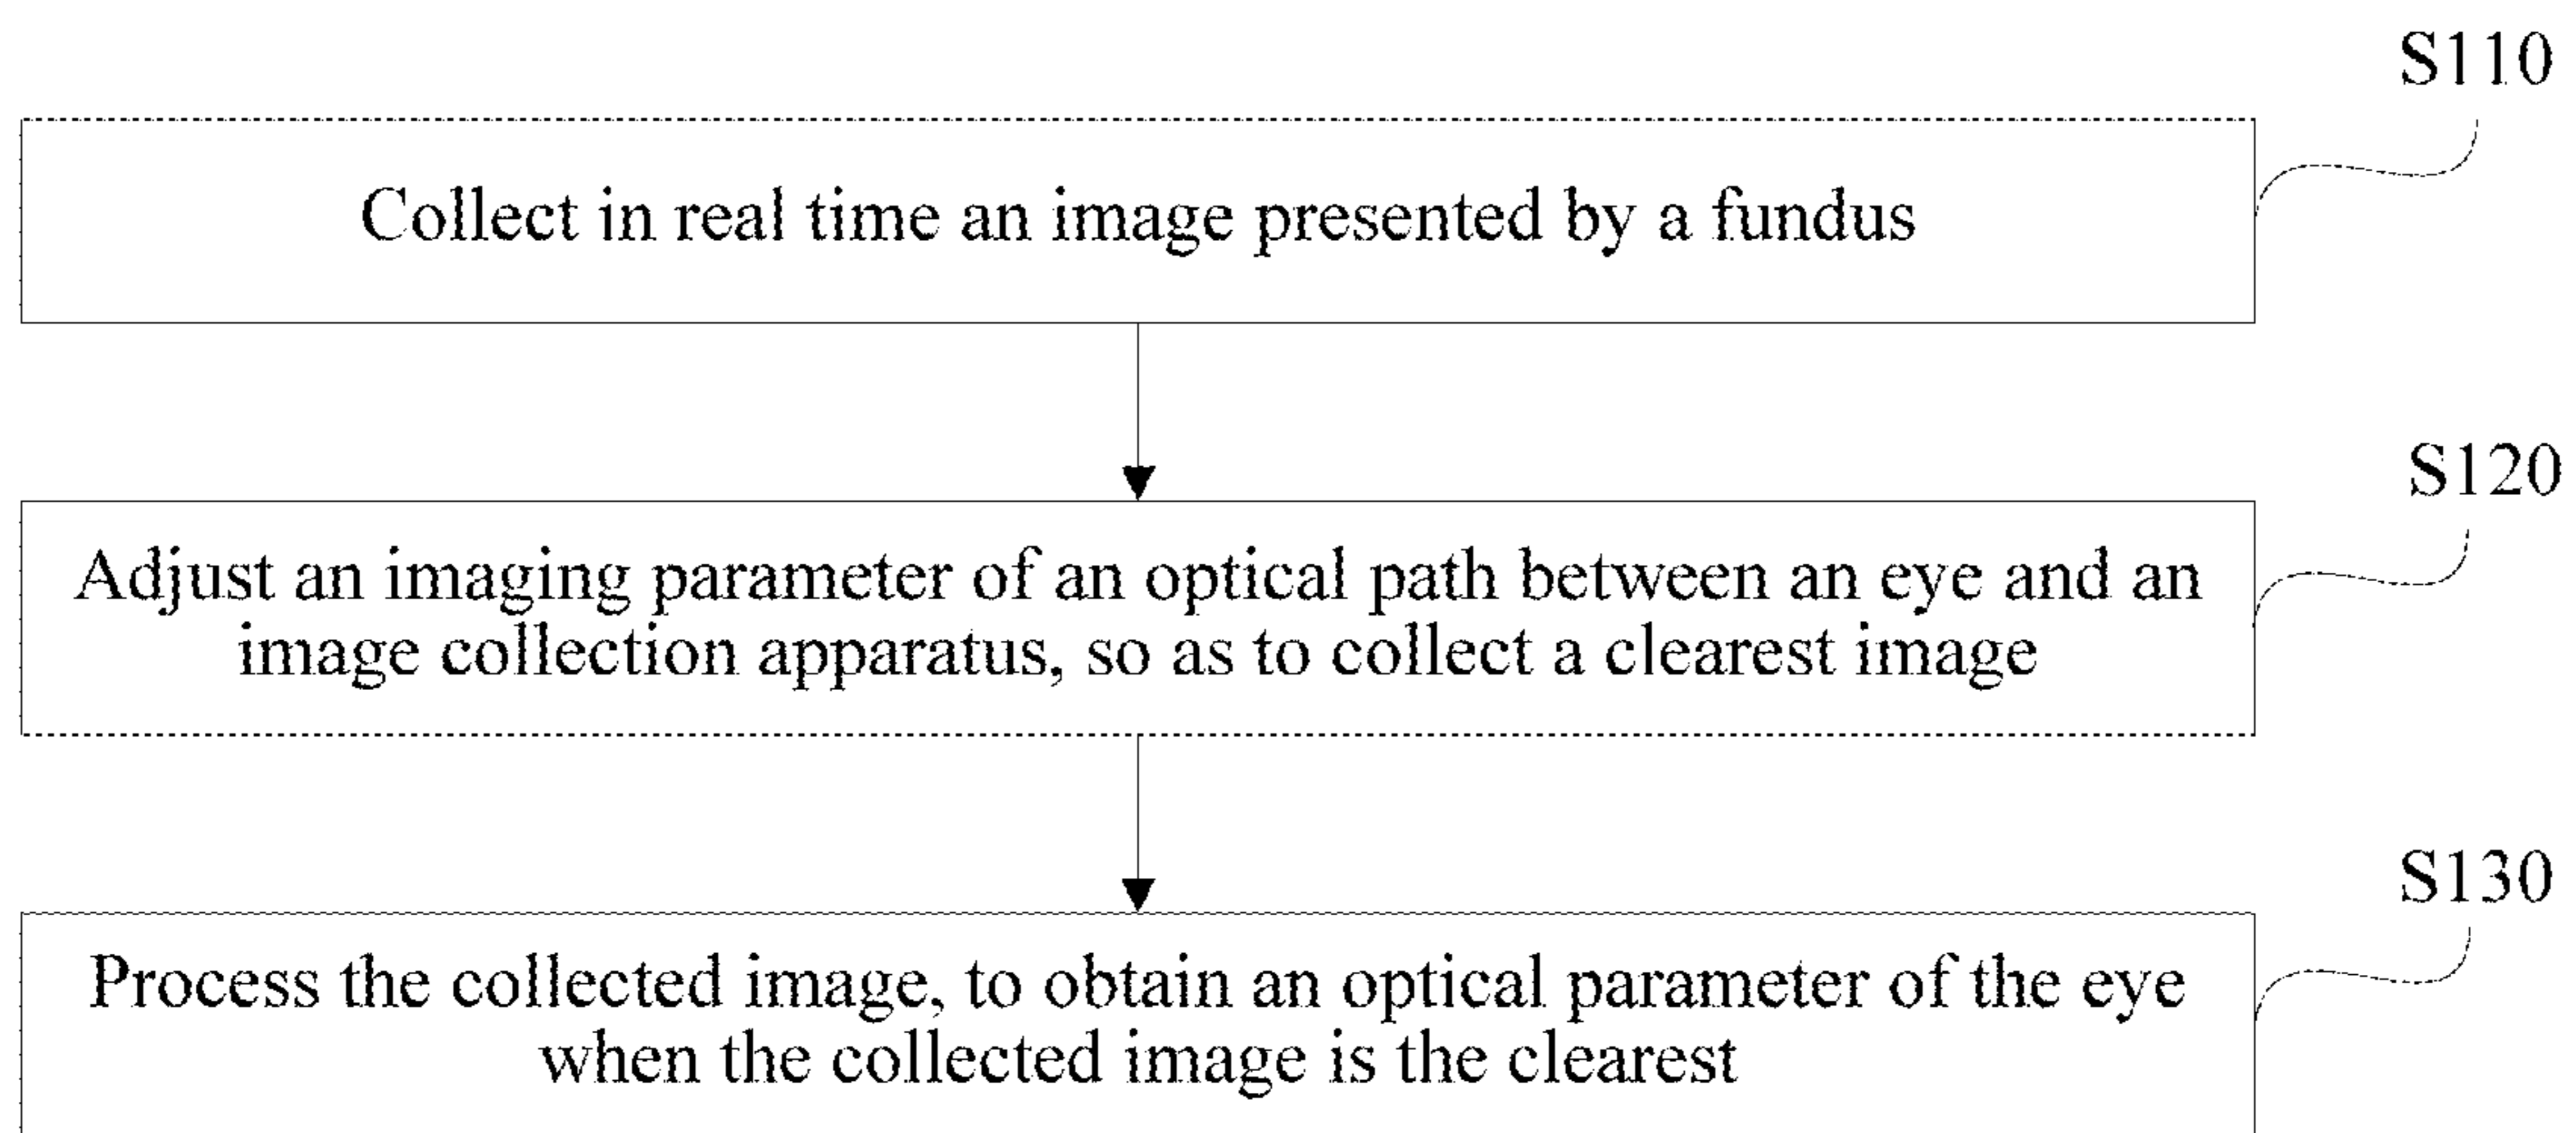 S110
Collect in real time an image presented by a fundus
S120
Adjust an imaging parameter of an optical path between an eye and an
image collection apparatus, so as to collect a clearest image
S130
Process the collected image, to obtain an optical parameter of the eye
when the collected image is the clearest